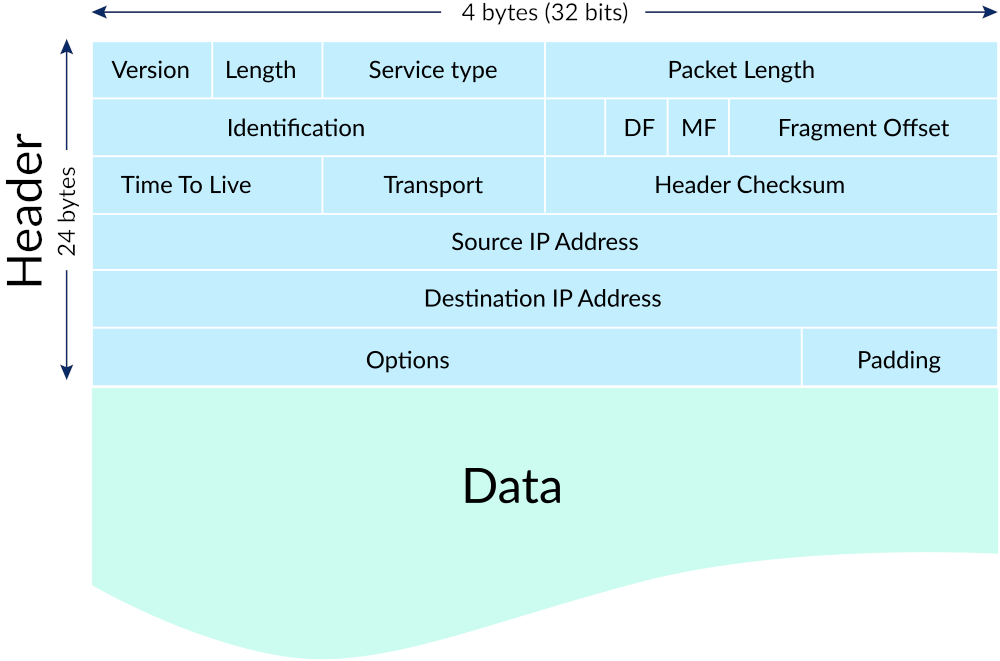 4 bytes (32 bits)
Header
24 bytes
Version Length Service type Packet Length
Identification DF MF Fragment Offset
Time To Live Transport Header Checksum
Source IP Address
Destination IP Address
Options Padding
Data